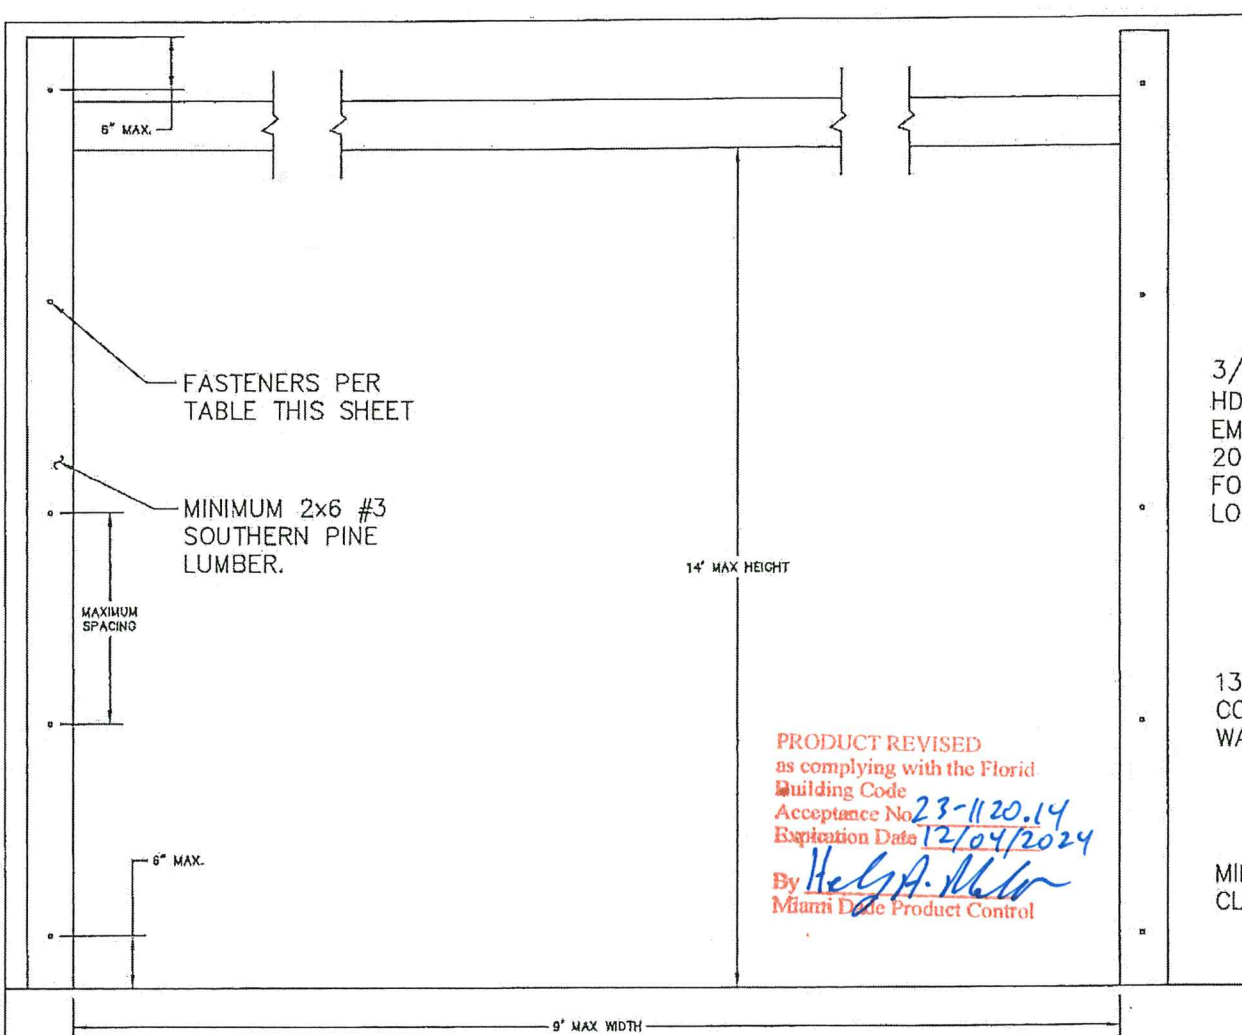 6" MAX.
FASTENERS PER
TABLE THIS SHEET
MINIMUM 2x6 #3
SOUTHERN PINE
LUMBER.
MAXIMUM
SPACING
14' MAX HEIGHT
6" MAX.
9' MAX WIDTH
PRODUCT REVISED
as complying with the Florid
Building Code
Acceptance No 23-1120.14
Expiration Date 12/04/2024
By
Miami Dade Product Control
3/
HD
EM
20
FO
LO
13
CO
WA
MI
CL